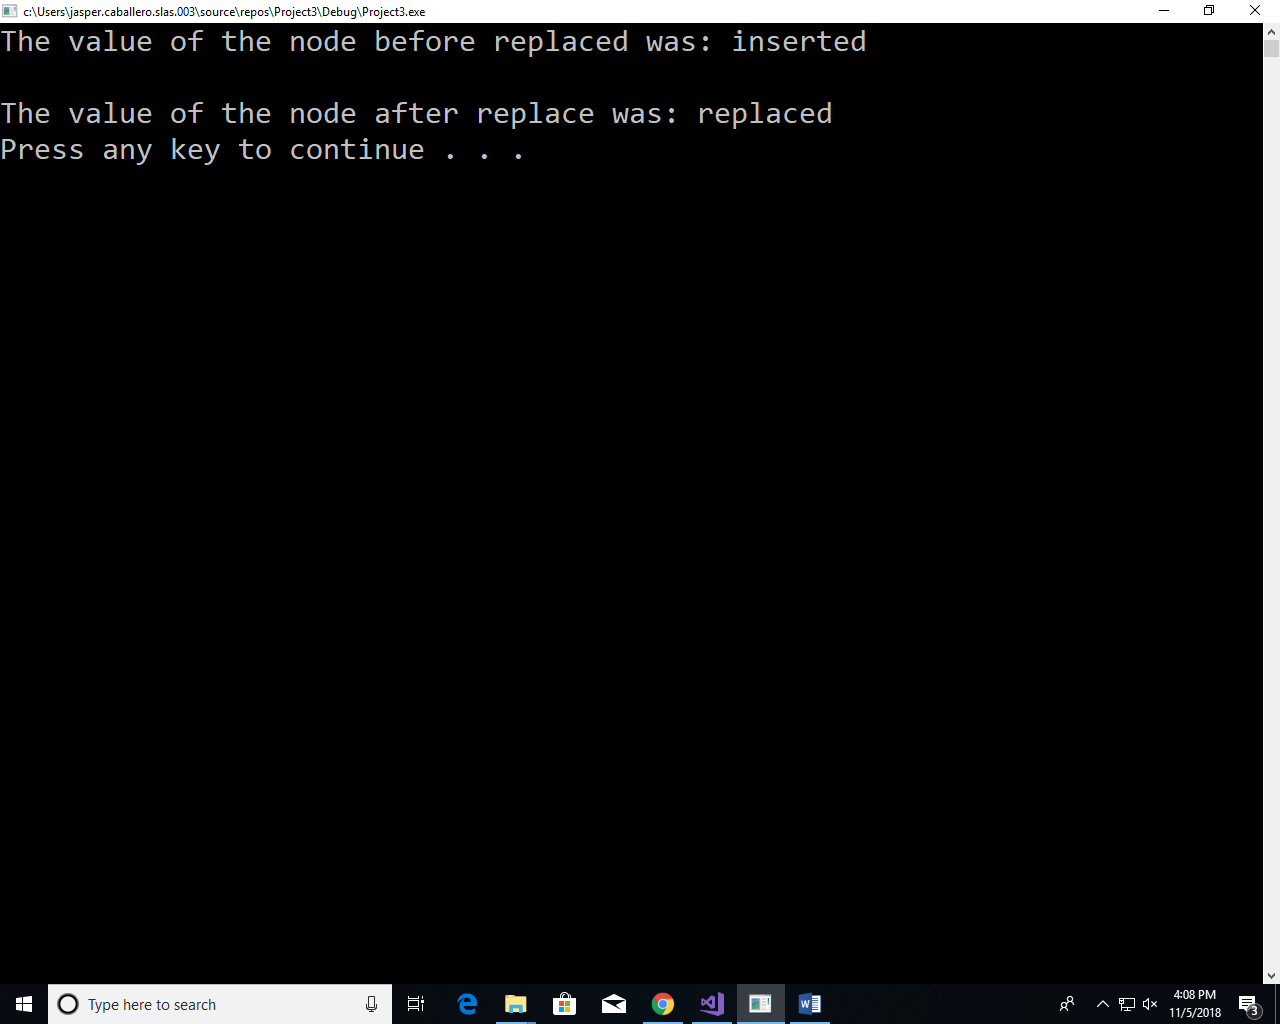 c:\Users\jasper.caballero.slas.003\source\repos\Project3\Debug\Project3.exe
The value of the node before replaced was: inserted
The value of the node after replace was: replaced
Press any key to continue . . .
Type here to search
4:08 PM
11/5/2018
3